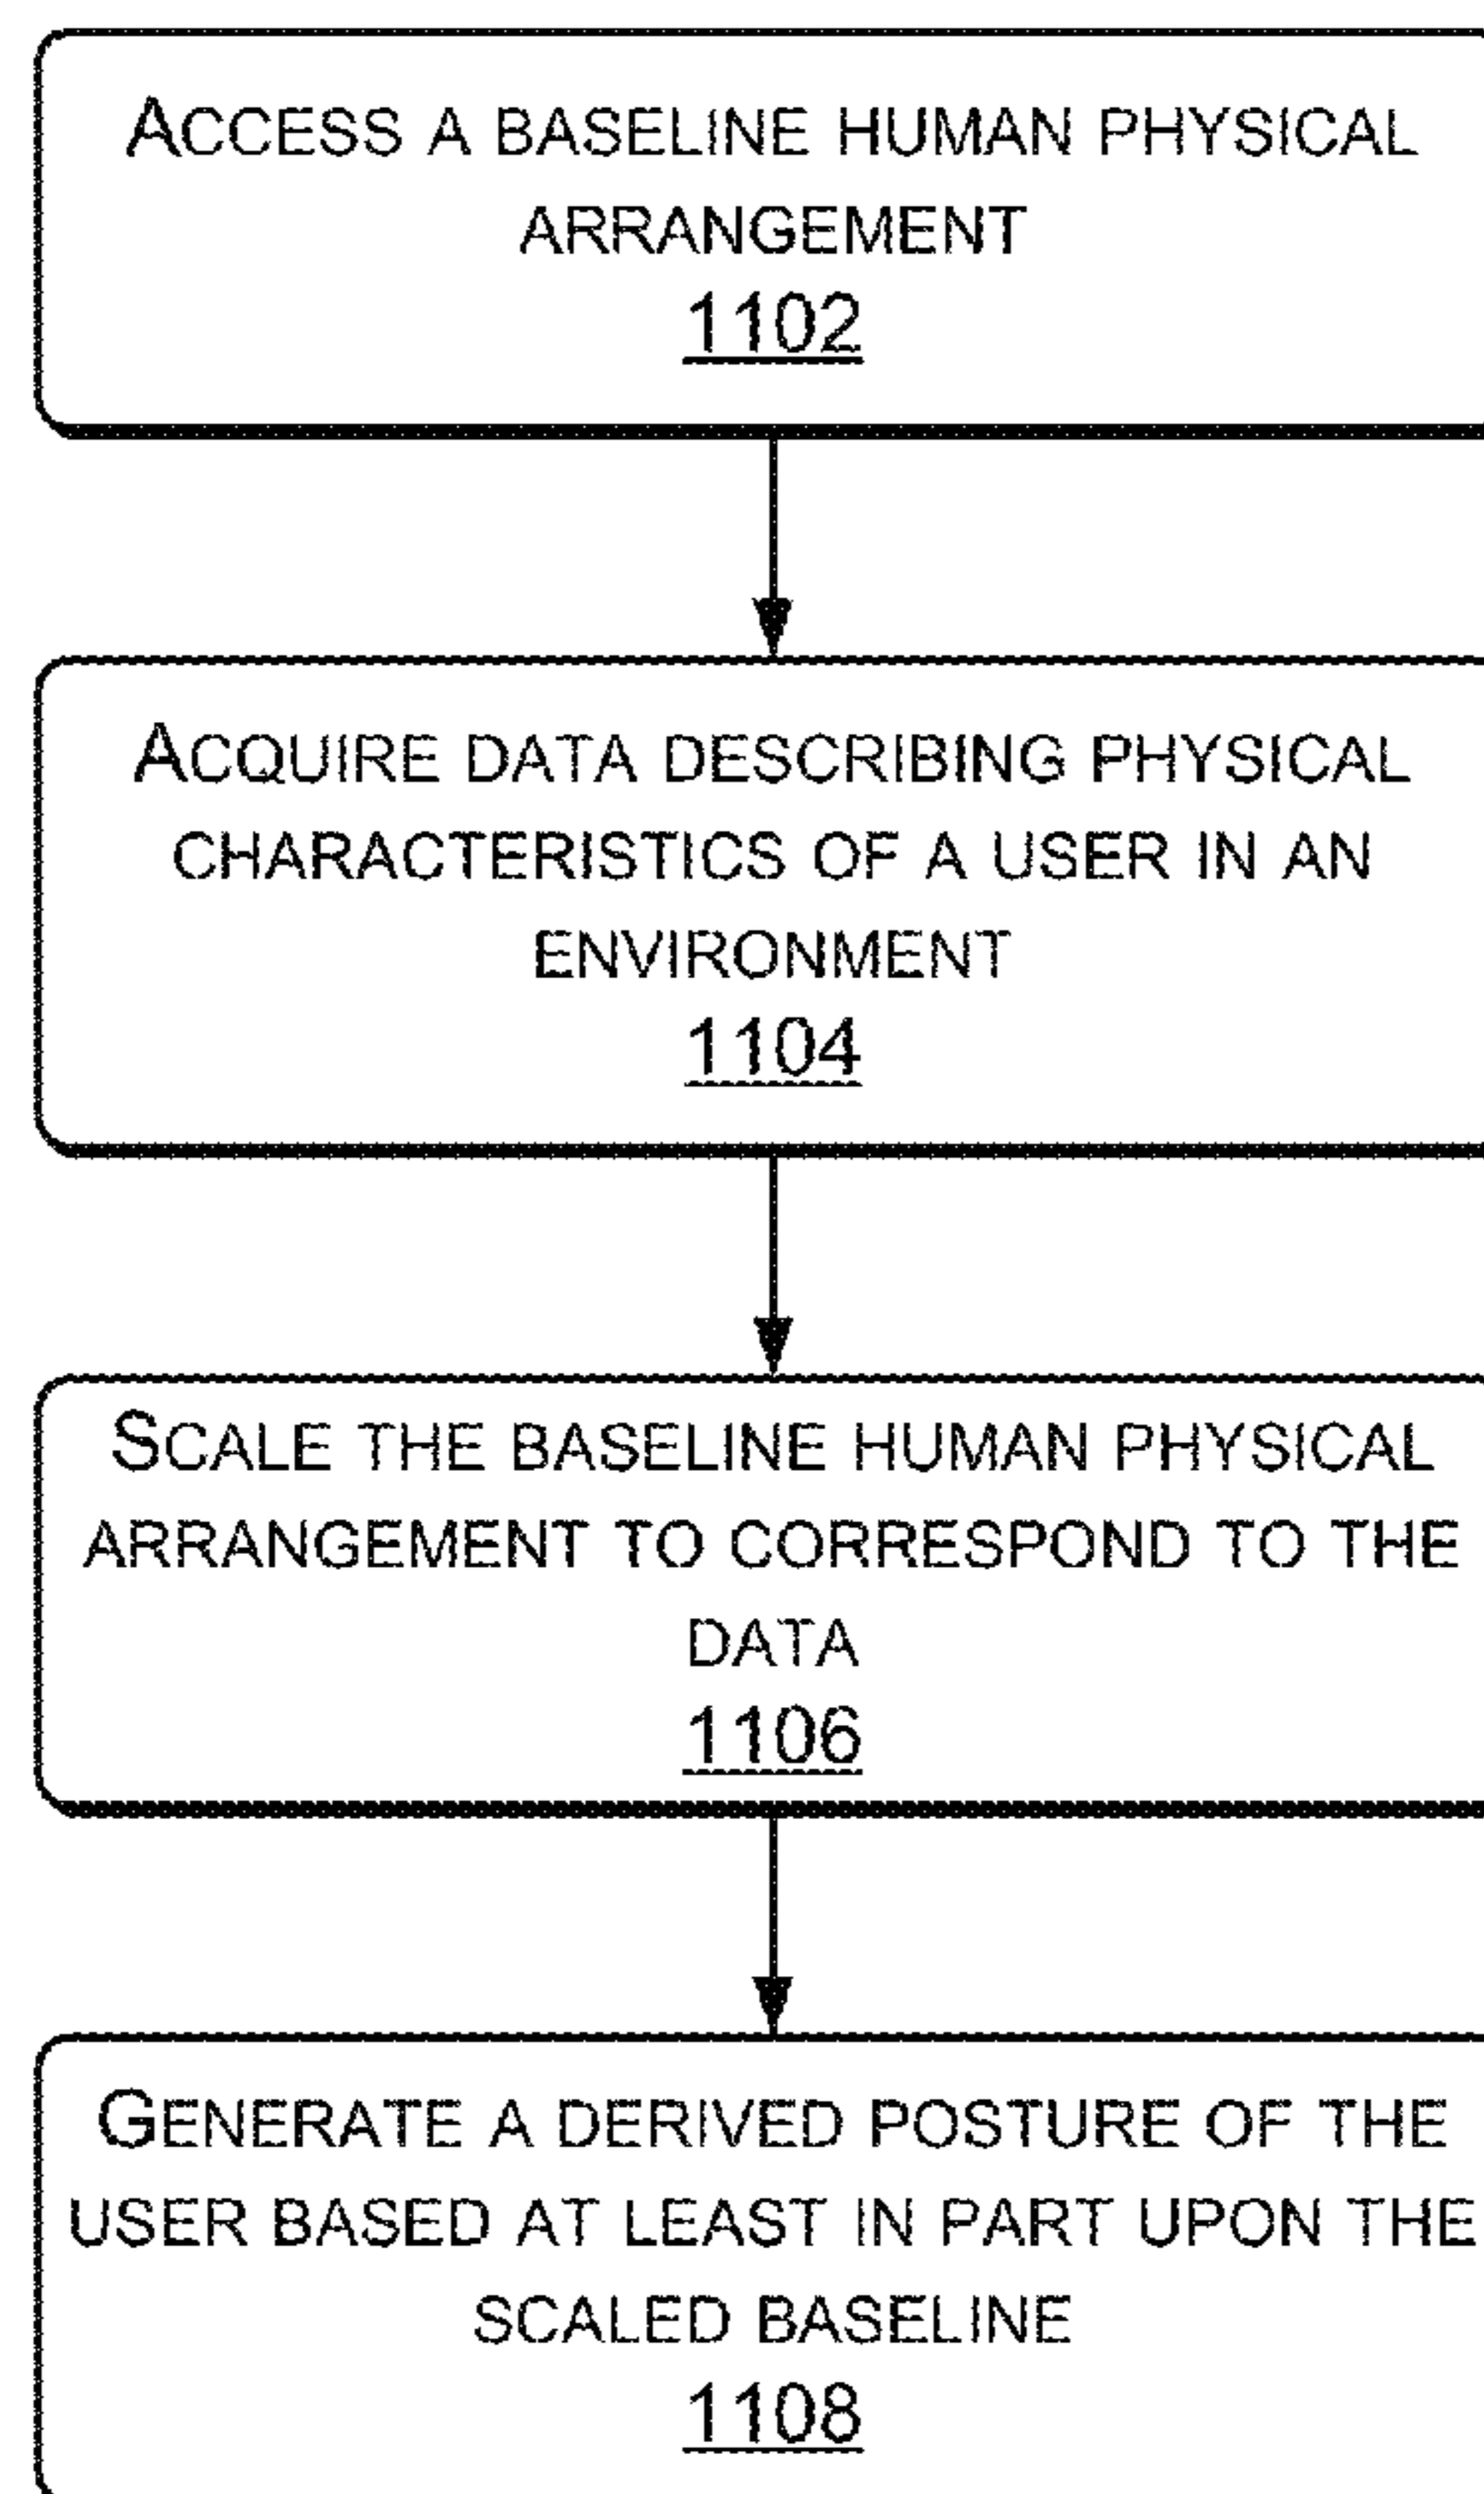 ACCESS A BASELINE HUMAN PHYSICAL
ARRANGEMENT
1102
ACQUIRE DATA DESCRIBING PHYSICAL
CHARACTERISTICS OF A USER IN AN
ENVIRONMENT
1104
SCALE THE BASELINE HUMAN PHYSICAL
ARRANGEMENT TO CORRESPOND TO THE
DATA
1106
GENERATE A DERIVED POSTURE OF THE
USER BASED AT LEAST IN PART UPON THE
SCALED BASELINE
1108